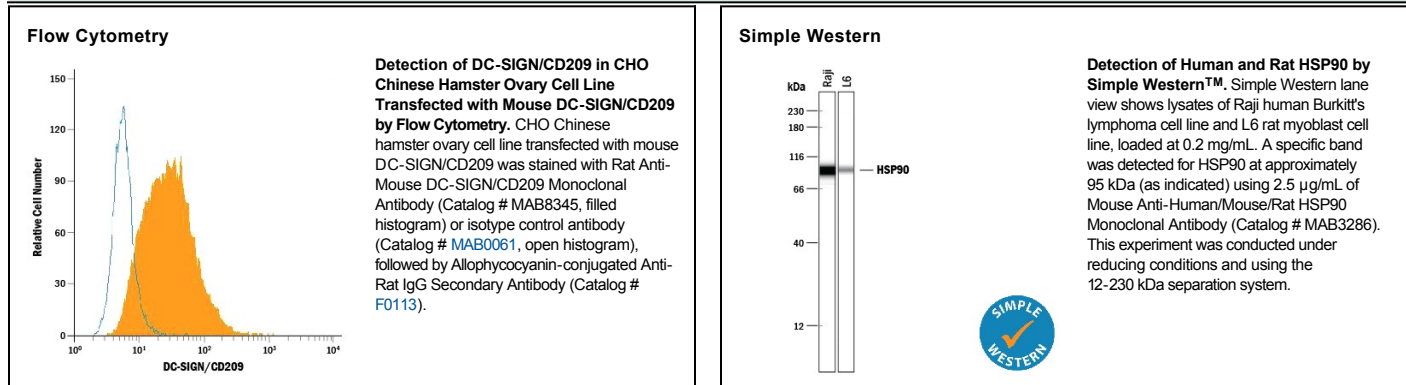 Flow Cytometry
150
120
90
60
30
0
Relative Cell Number
10⁰ 10¹ 10² 10³ 10⁴
DC-SIGN/CD209
Detection of DC-SIGN/CD209 in CHO
Chinese Hamster Ovary Cell Line
Transfected with Mouse DC-SIGN/CD209
by Flow Cytometry. CHO Chinese
hamster ovary cell line transfected with mouse
DC-SIGN/CD209 was stained with Rat Anti-
Mouse DC-SIGN/CD209 Monoclonal
Antibody (Catalog # MAB8345, filled
histogram) or isotype control antibody
(Catalog # MAB0061, open histogram),
followed by Allophycocyanin-conjugated Anti-
Rat IgG Secondary Antibody (Catalog #
F0113).
Simple Western
kDa
Raji
L6
230
180
116
66
40
12
HSP90
SIMPLE
WESTERN
Detection of Human and Rat HSP90 by
Simple Western™. Simple Western lane
view shows lysates of Raji human Burkitt's
lymphoma cell line and L6 rat myoblast cell
line, loaded at 0.2 mg/mL. A specific band
was detected for HSP90 at approximately
95 kDa (as indicated) using 2.5 µg/mL of
Mouse Anti-Human/Mouse/Rat HSP90
Monoclonal Antibody (Catalog # MAB3286).
This experiment was conducted under
reducing conditions and using the
12-230 kDa separation system.